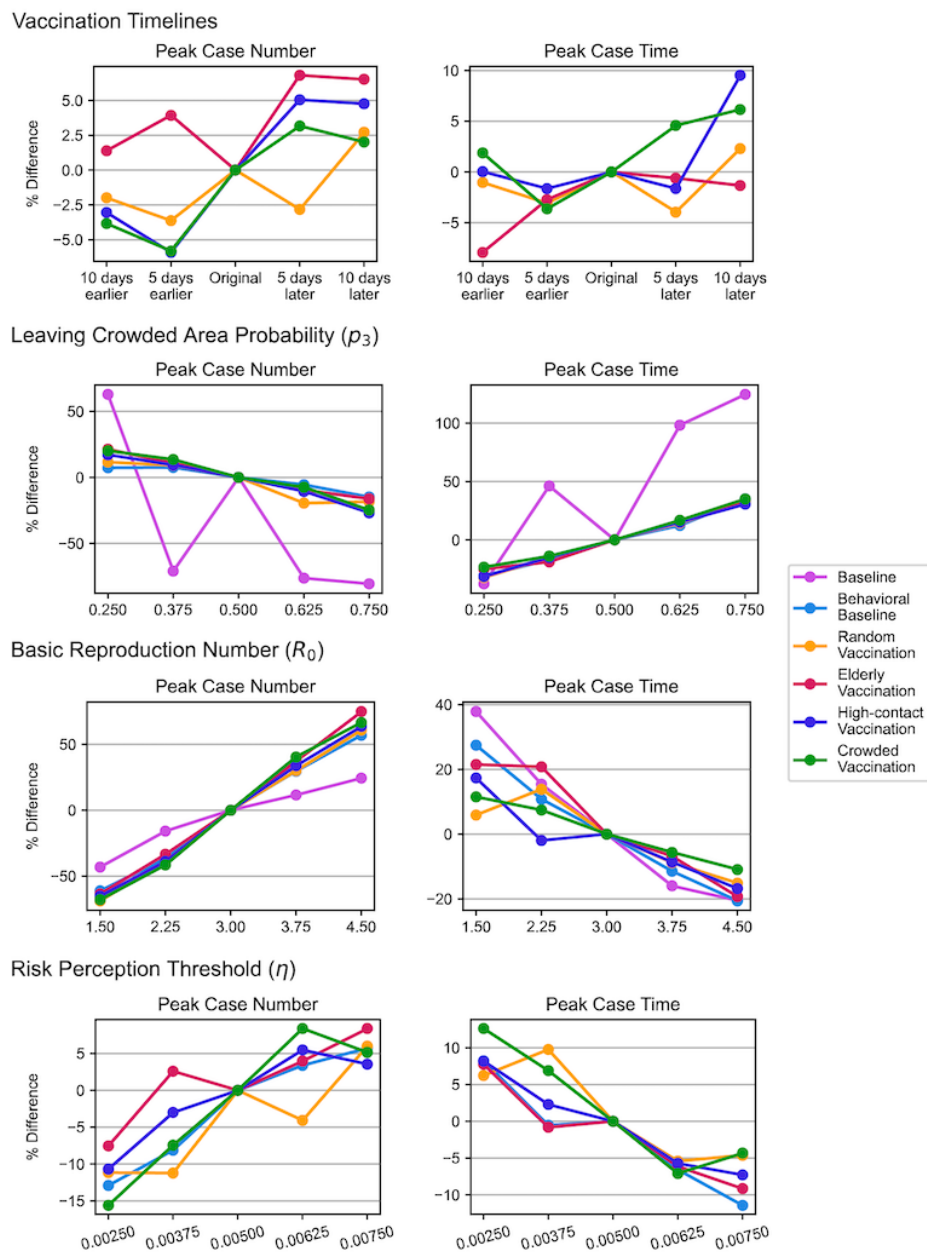 Vaccination Timelines
Peak Case Number
Peak Case Time
% Difference
5.0
2.5
0.0
−2.5
−5.0
10 days earlier
5 days earlier
Original
5 days later
10 days later
10
5
0
−5
10 days earlier
5 days earlier
Original
5 days later
10 days later
Leaving Crowded Area Probability (p₃)
Peak Case Number
Peak Case Time
% Difference
50
0
−50
0.250 0.375 0.500 0.625 0.750
100
50
0
0.250 0.375 0.500 0.625 0.750
Baseline
Behavioral
Baseline
Random
Vaccination
Elderly
Vaccination
High-contact
Vaccination
Crowded
Vaccination
Basic Reproduction Number (R₀)
Peak Case Number
Peak Case Time
% Difference
50
0
−50
1.50 2.25 3.00 3.75 4.50
40
20
0
−20
1.50 2.25 3.00 3.75 4.50
Risk Perception Threshold (η)
Peak Case Number
Peak Case Time
% Difference
5
0
−5
−10
−15
0.00250 0.00375 0.00500 0.00625 0.00750
10
5
0
−5
−10
0.00250 0.00375 0.00500 0.00625 0.00750